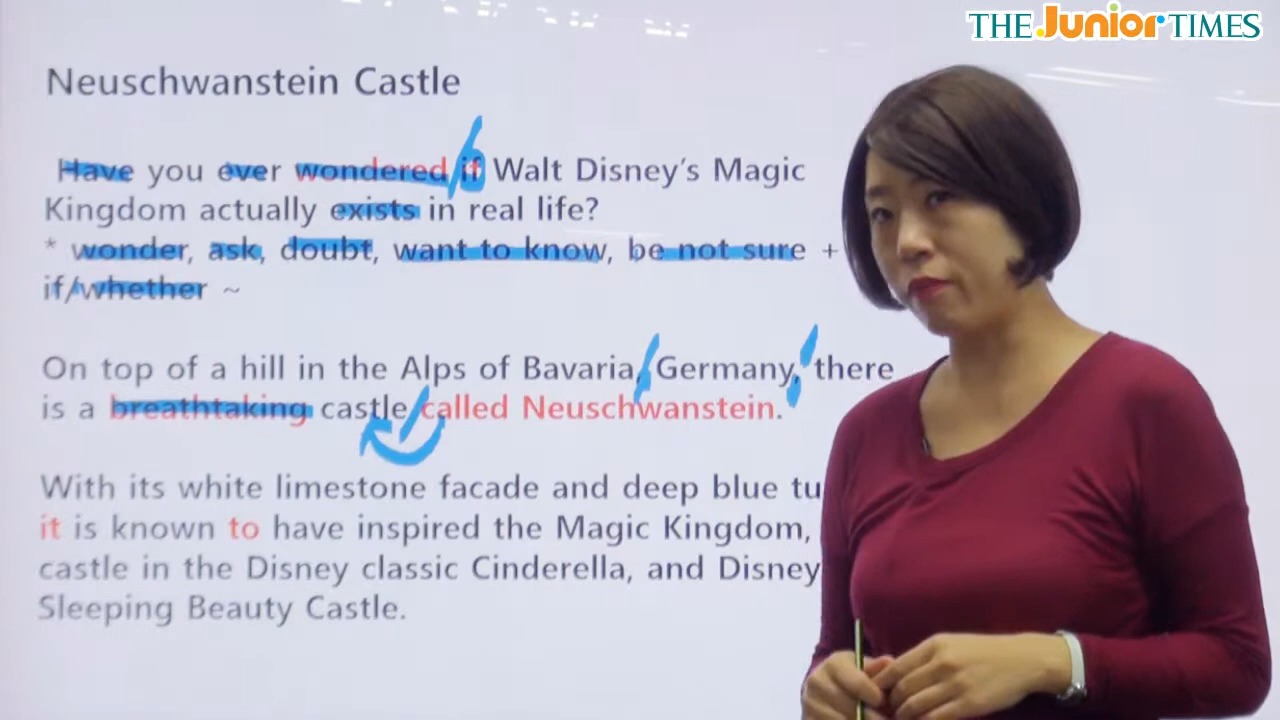 THE Junior TIMES
Neuschwanstein Castle
Have you ever wondered if Walt Disney's Magic
Kingdom actually exists in real life?
* wonder, ask, doubt, want to know, be not sure +
if/whether ~
On top of a hill in the Alps of Bavaria, Germany, there
is a breathtaking castle called Neuschwanstein.
With its white limestone facade and deep blue tu
it is known to have inspired the Magic Kingdom,
castle in the Disney classic Cinderella, and Disney
Sleeping Beauty Castle.